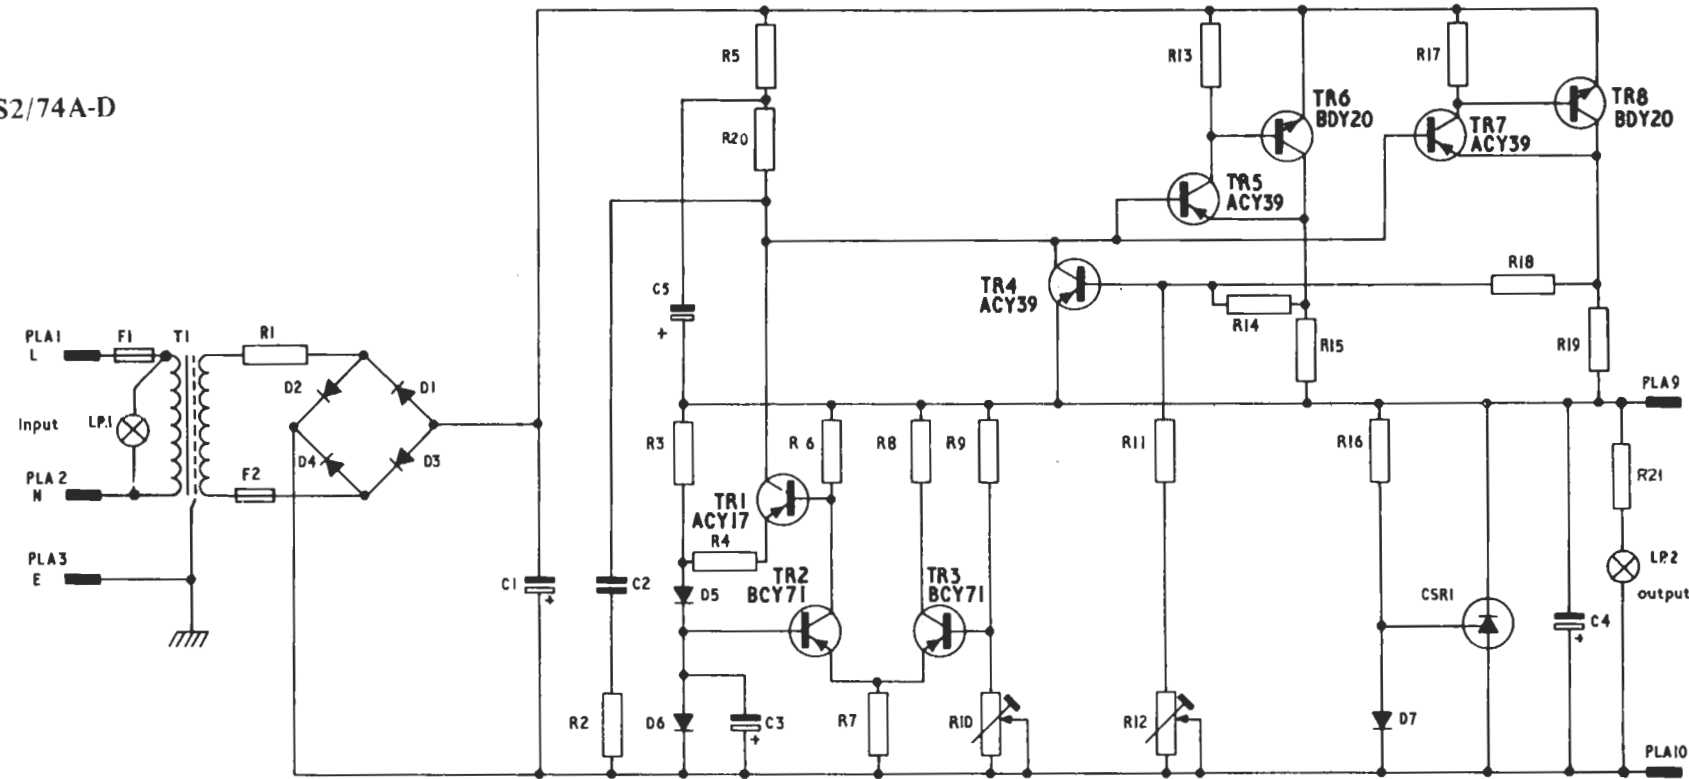 S2/74A-D
R5
R13
R17
TR6
BDY20
TR8
BDY20
TR7
ACY39
R20
TR5
ACY39
R18
TR4
ACY39
C5
+
R14
R15
R19
PLA1
L
F1
T1
R1
PLA9
D2
D1
Input
LP.1
R3
R 6
R8
R9
R11
R16
D4
D3
F2
R21
PLA 2
N
TR1
ACY17
R4
PLA3
E
TR2
BCY71
TR3
BCY71
LP.2
output
C1
+
C2
D5
CSR1
C4
+
R2
D6
C3
+
R7
R10
R12
D7
PLA10